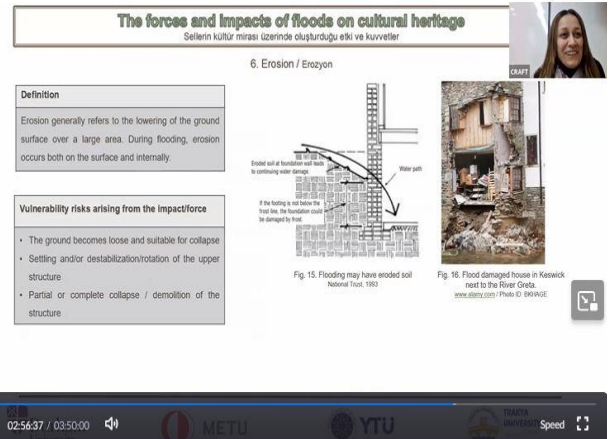 The forces and impacts of floods on cultural heritage
Sellerin kültür mirası üzerinde oluşturduğu etki ve kuvvetler
CRAFT
6. Erosion / Erozyon
Definition
Erosion generally refers to the lowering of the ground
surface over a large area. During flooding, erosion
occurs both on the surface and internally.
Vulnerability risks arising from the impact/force
• The ground becomes loose and suitable for collapse
• Settling and/or destabilization/rotation of the upper
structure
• Partial or complete collapse / demolition of the
structure
Eroded soil at foundation wall leads
to continuing water damage.
Water path
If the footing is not below the
frost line, the foundation could
be damaged by frost.
Fig. 15. Flooding may have eroded soil
National Trust, 1993
Fig. 16. Flood damaged house in Keswick
next to the River Greta.
www.alamy.com / Photo ID: BKHAGE
02:56:37 / 03:50:00
METU
YTU
TRAKYA
Speed